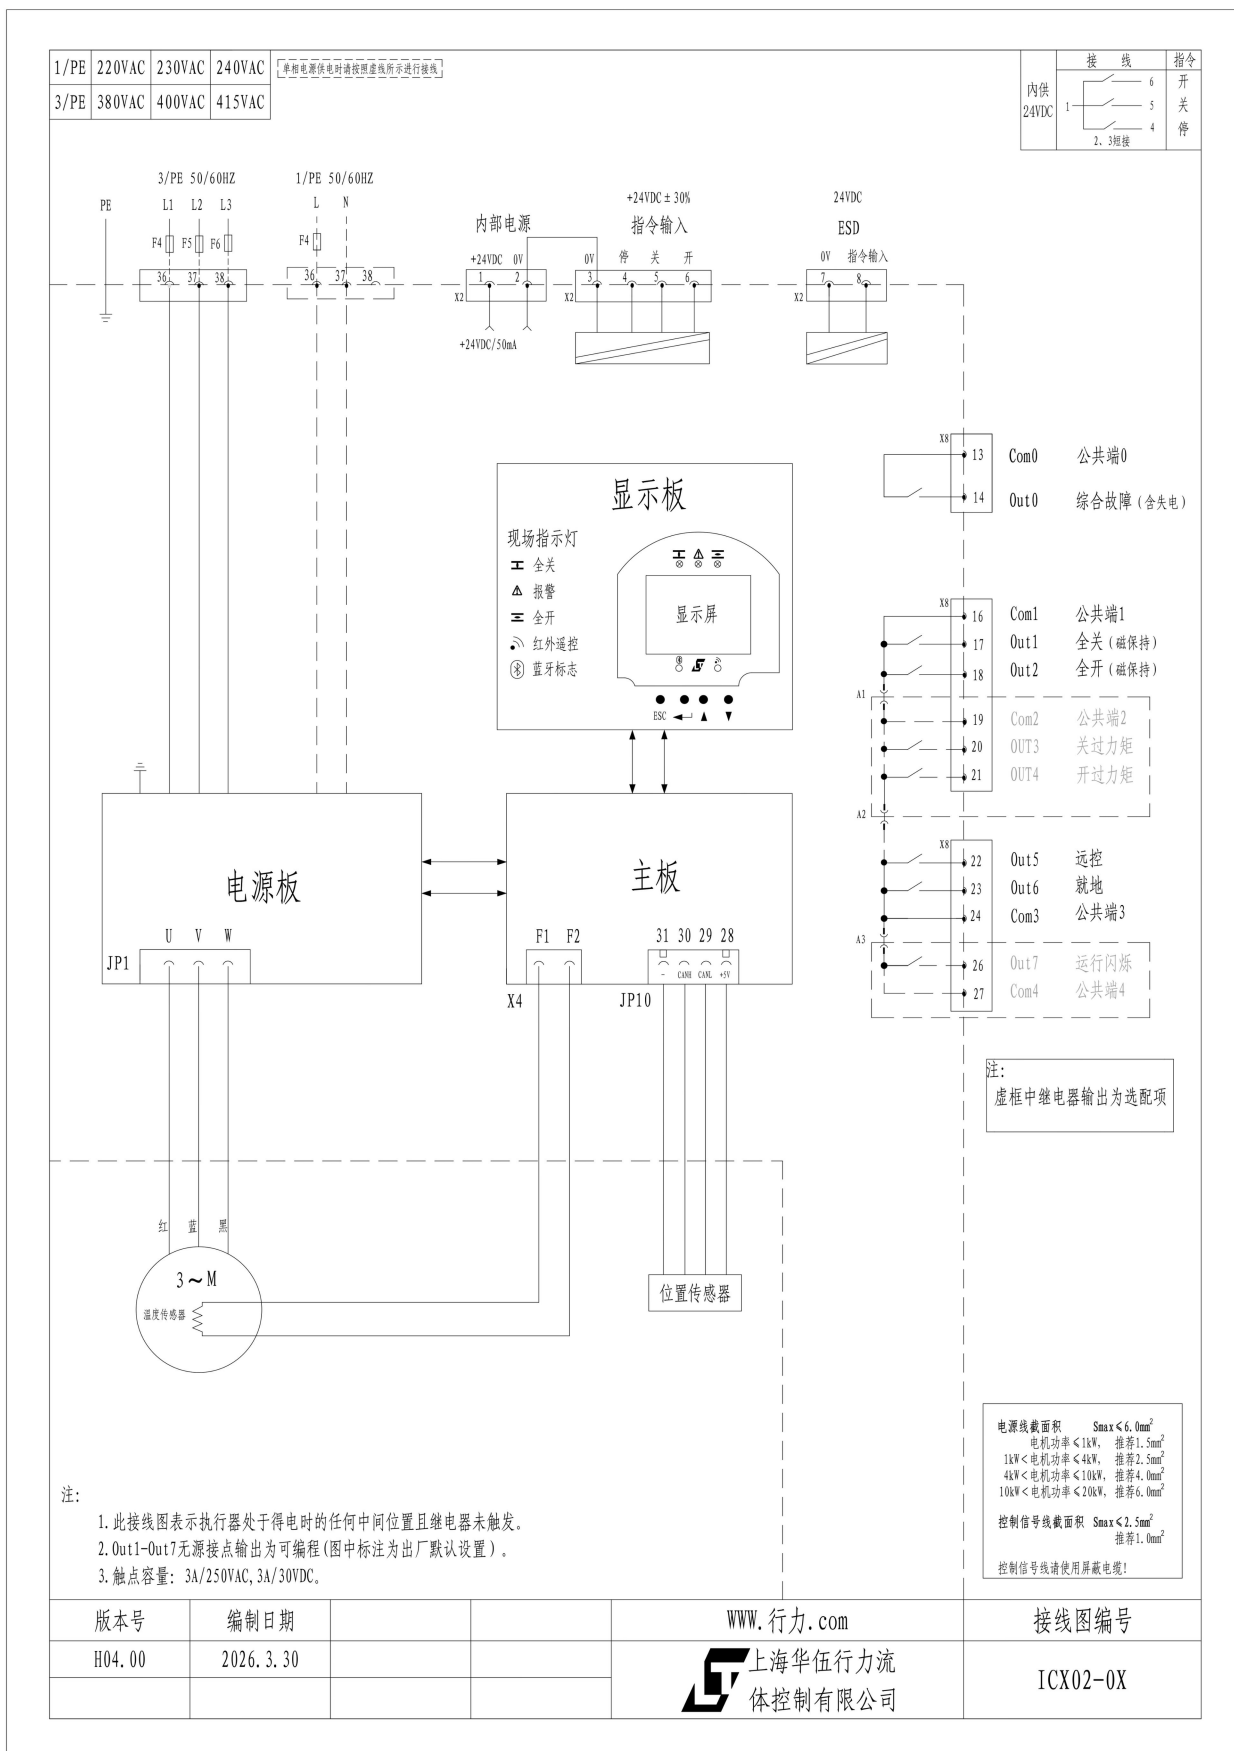 1/PE 220VAC 230VAC 240VAC
3/PE 380VAC 400VAC 415VAC
单相电源供电时请按照虚线所示进行接线
接 线 指令
内供
24VDC
1
6 开
5 关
4 停
2、3短接
3/PE 50/60HZ
1/PE 50/60HZ
PE L1 L2 L3
L N
F4 F5 F6
F4
36 37 38
36 37 38
内部电源
+24VDC 0V
1 2
X2
+24VDC/50mA
+24VDC±30%
指令输入
0V 停 关 开
3 4 5 6
X2
24VDC
ESD
0V 指令输入
7 8
X2
显示板
现场指示灯
全关
报警
全开
红外遥控
蓝牙标志
显示屏
ESC
X8
13 Com0 公共端0
14 Out0 综合故障(含失电)
X8
16 Com1 公共端1
17 Out1 全关(磁保持)
18 Out2 全开(磁保持)
A1
19 Com2 公共端2
20 OUT3 关过力矩
21 OUT4 开过力矩
A2
X8
22 Out5 远控
23 Out6 就地
24 Com3 公共端3
A3
26 Out7 运行闪烁
27 Com4 公共端4
电源板
U V W
JP1
主板
F1 F2
X4
31 30 29 28
- CANH CANL +5V
JP10
注:
虚框中继电器输出为选配项
红 蓝 黑
3~M
温度传感器
位置传感器
电源线截面积 Smax≤6.0mm²
电机功率≤1kW, 推荐1.5mm²
1kW<电机功率≤4kW, 推荐2.5mm²
4kW<电机功率≤10kW, 推荐4.0mm²
10kW<电机功率≤20kW, 推荐6.0mm²
控制信号线截面积 Smax≤2.5mm²
推荐1.0mm²
控制信号线请使用屏蔽电缆!
注:
1.此接线图表示执行器处于得电时的任何中间位置且继电器未触发。
2.Out1-Out7无源接点输出为可编程(图中标注为出厂默认设置)。
3.触点容量: 3A/250VAC,3A/30VDC。
版本号 编制日期
H04.00 2026.3.30
WWW.行力.com
上海华伍行力流
体控制有限公司
接线图编号
ICX02-0X